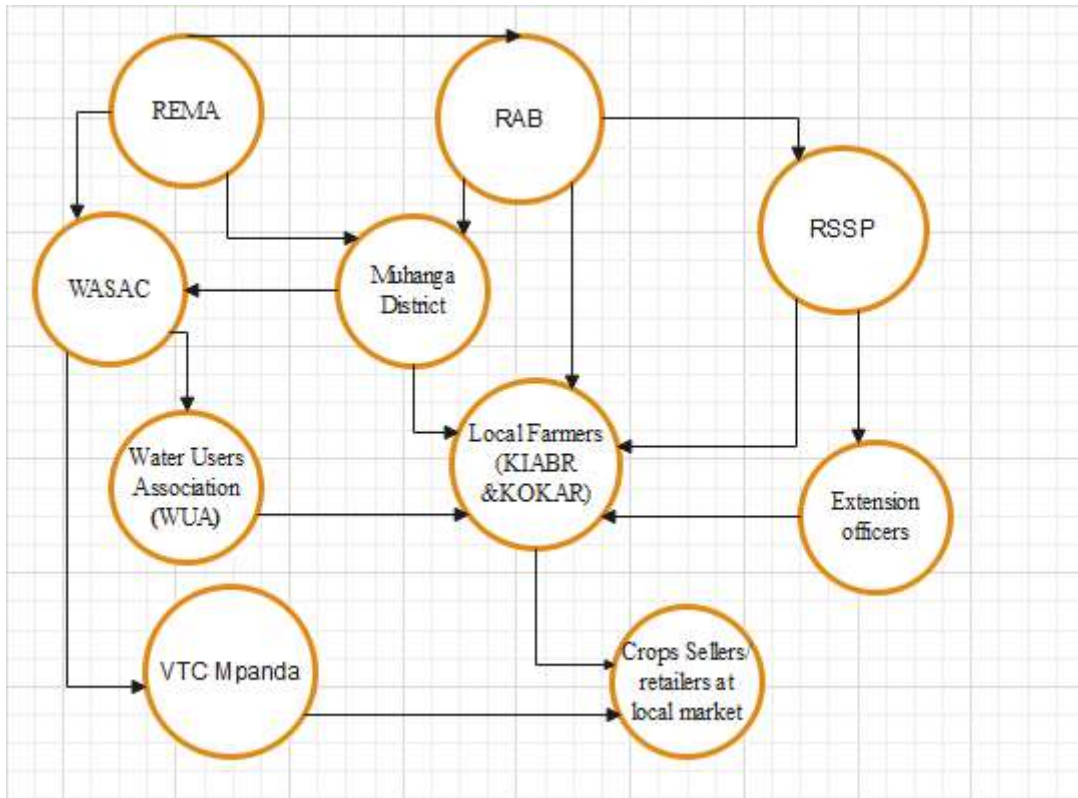 REMA
RAB
RSSP
WASAC
Muhanga
District
Local Farmers
(KIABR
&KOKAR)
Water Users
Association
(WUA)
Extension
officers
VTC Mpanda
Crops Sellers/
retailers at
local market